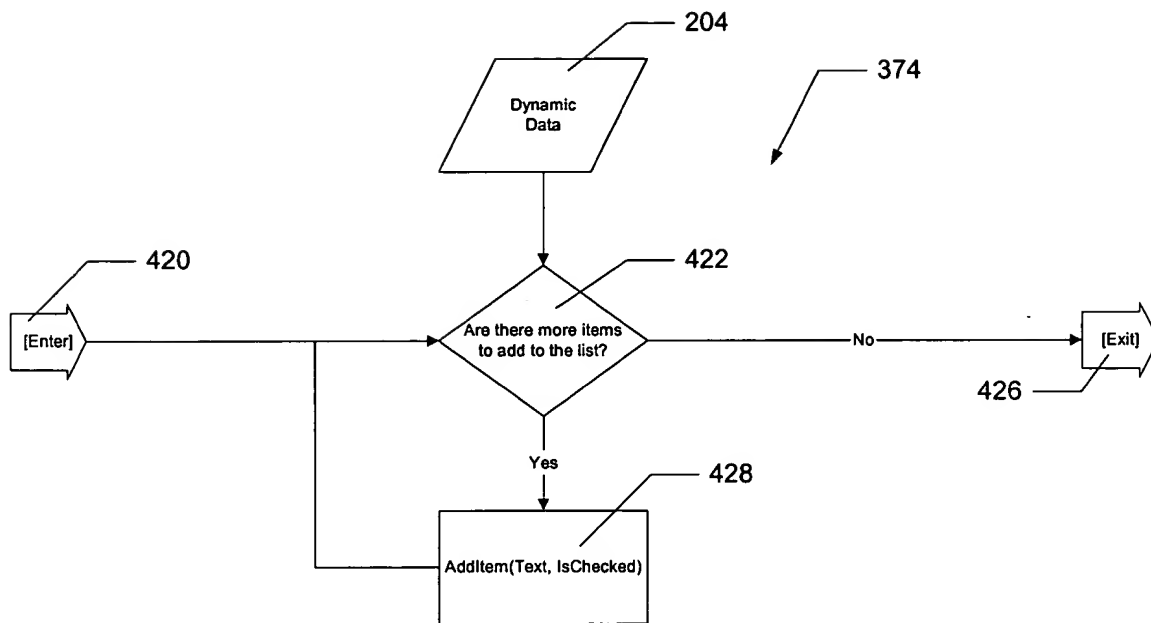 204
374
Dynamic
Data
420
422
[Enter]
Are there more items
to add to the list?
No
[Exit]
426
Yes
428
AddItem(Text, IsChecked)